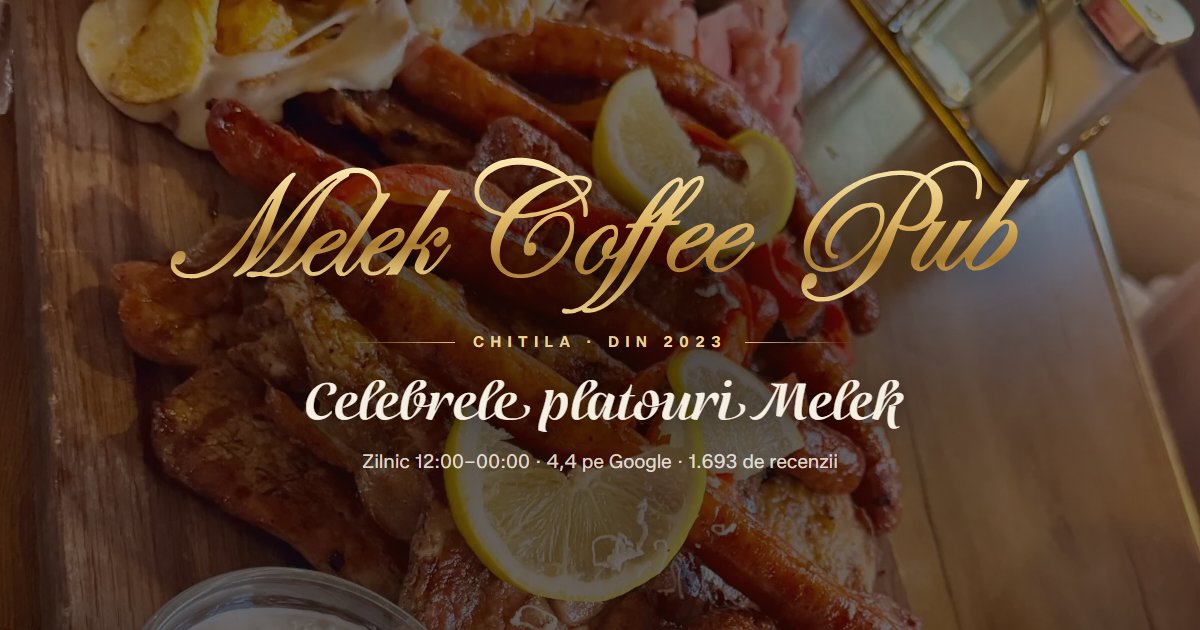 Melek Coffee Pub
CHITILA · DIN 2023
Celebrele platouri Melek
Zilnic 12:00–00:00 · 4,4 pe Google · 1.693 de recenzii